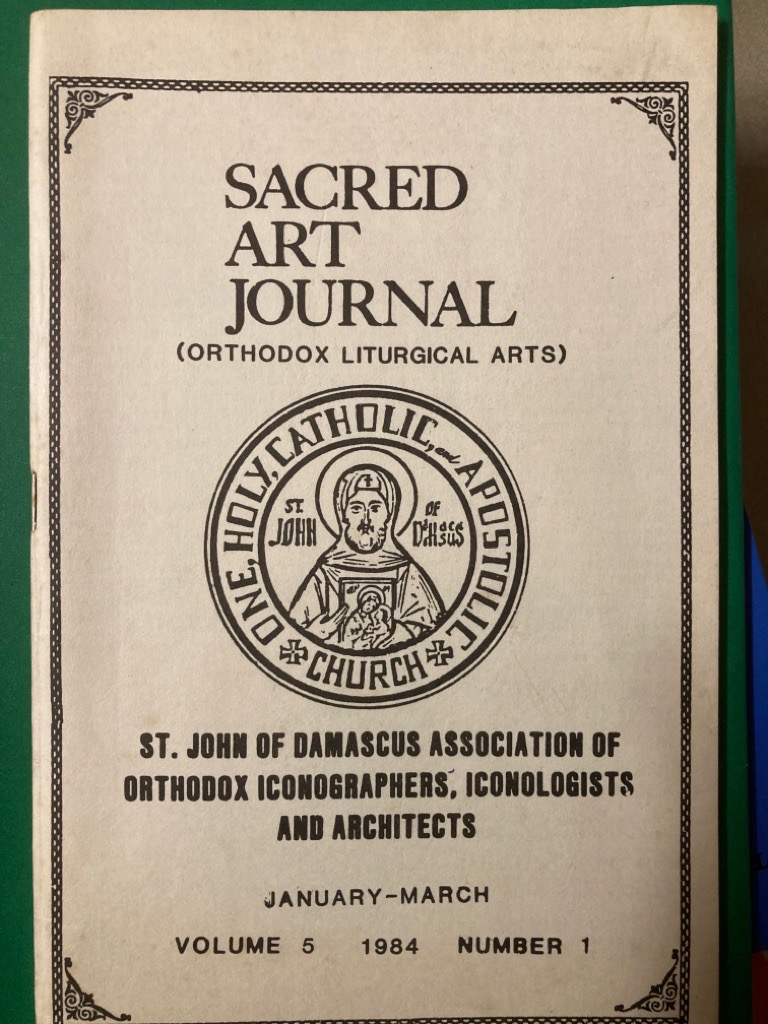 SACRED
ART
JOURNAL
(ORTHODOX LITURGICAL ARTS)
ONE, HOLY, CATHOLIC, and APOSTOLIC
CHURCH
ST. JOHN
OF DAMASCUS
ST. JOHN OF DAMASCUS ASSOCIATION OF
ORTHODOX ICONOGRAPHERS, ICONOLOGISTS
AND ARCHITECTS
JANUARY-MARCH
VOLUME 5 1984 NUMBER 1